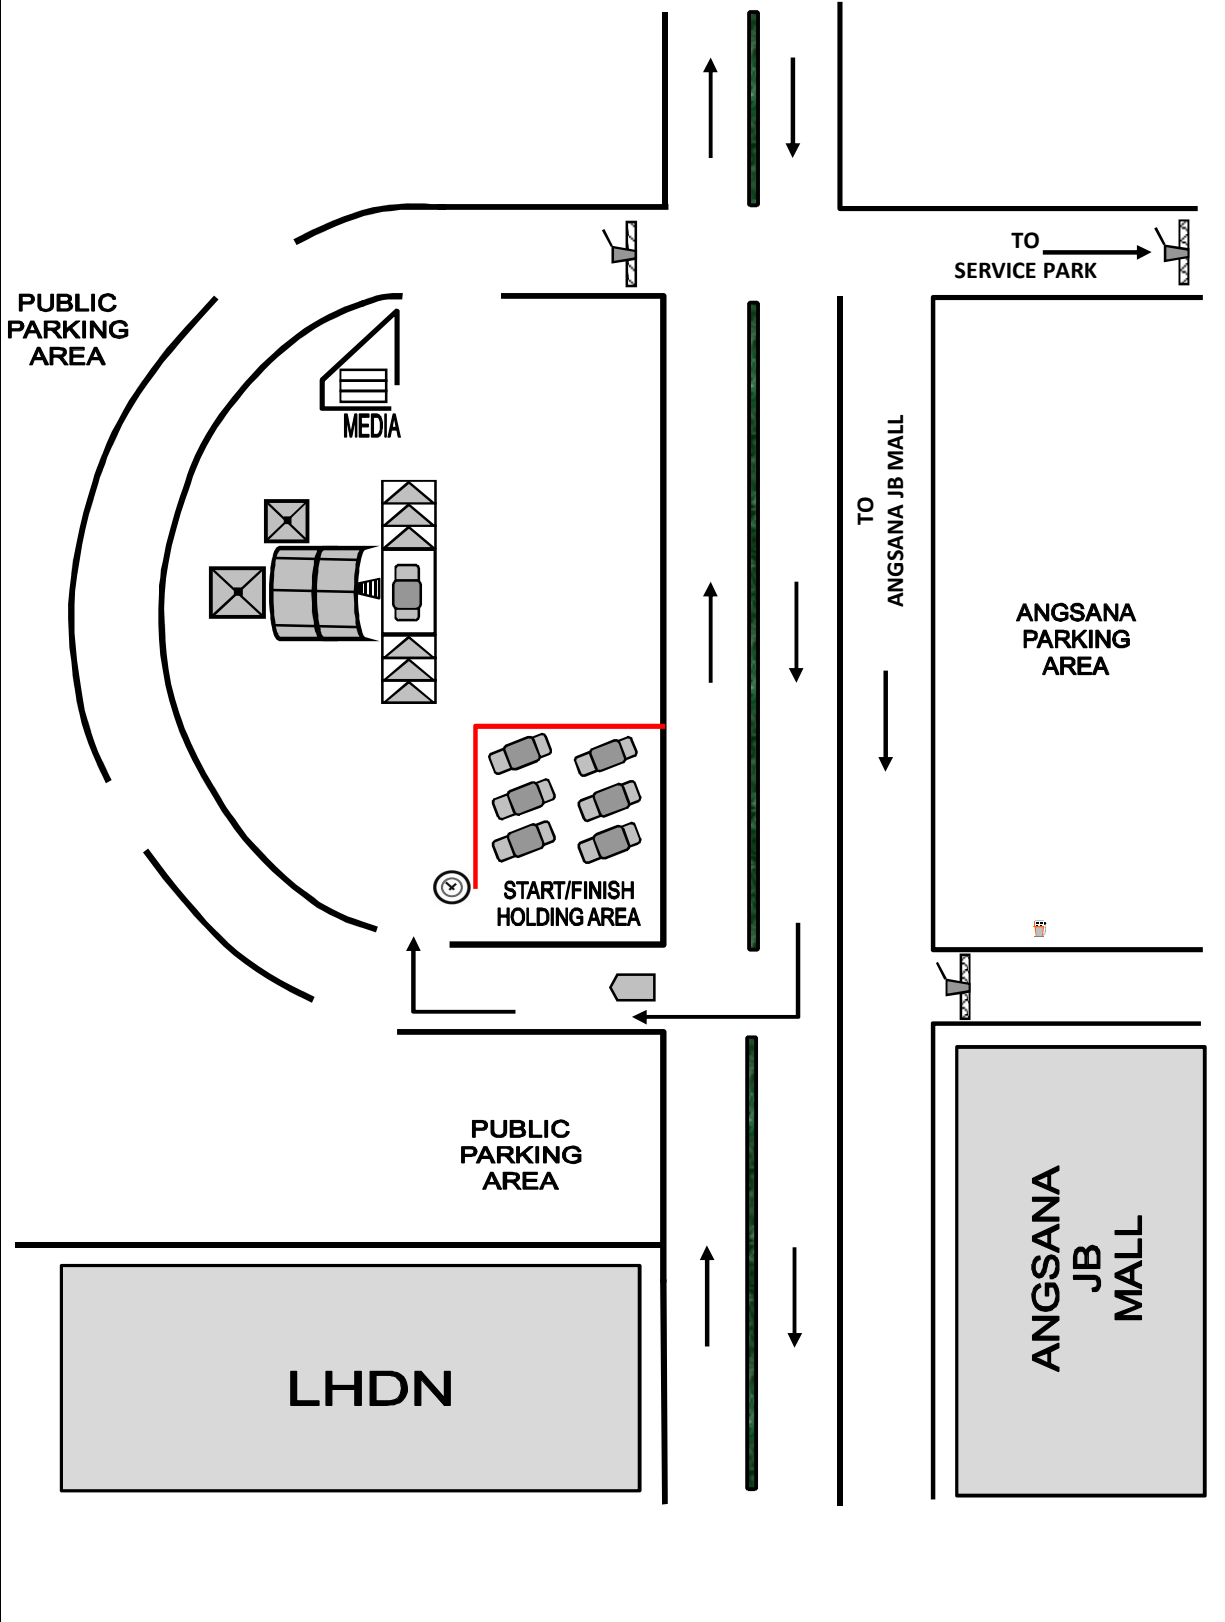 TO
SERVICE PARK
PUBLIC
PARKING
AREA
MEDIA
TO
ANGSANA JB MALL
ANGSANA
PARKING
AREA
START/FINISH
HOLDING AREA
PUBLIC
PARKING
AREA
ANGSANA
JB
MALL
LHDN